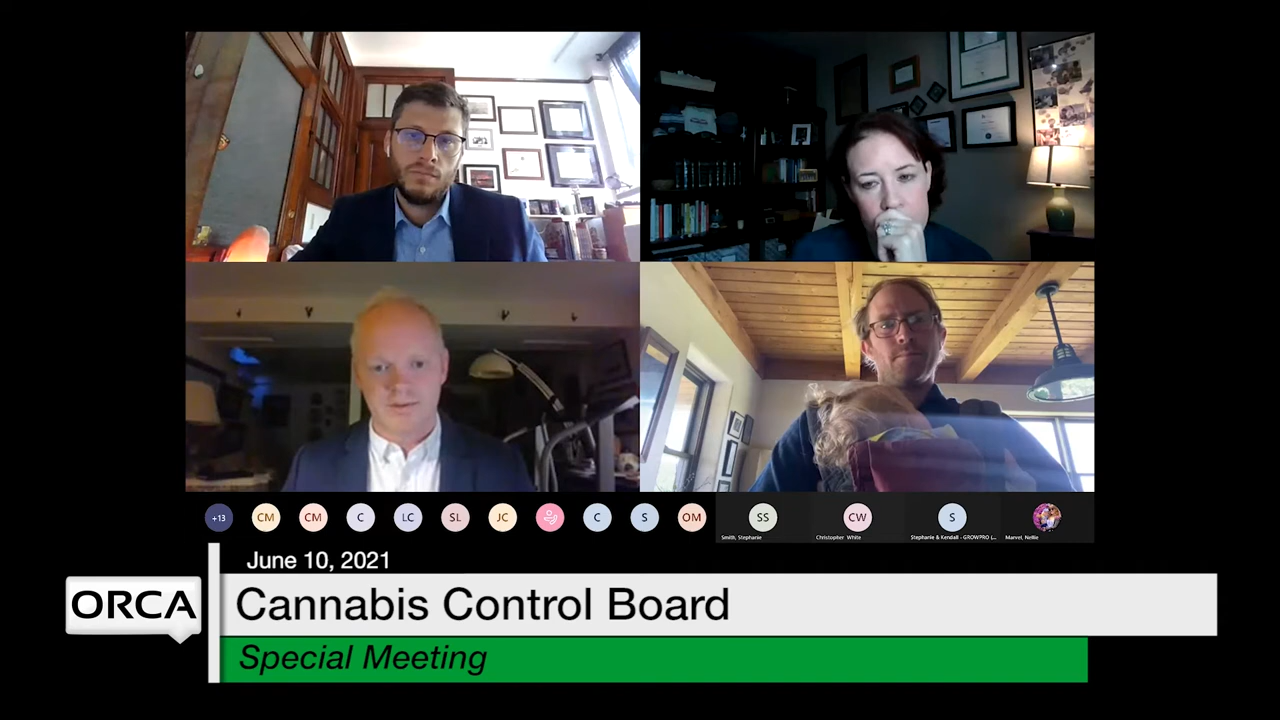 +13
CM
CM
C
LC
SL
JC
C
S
OM
SS
CW
S
Smith, Stephanie
Christopher White
Stephanie & Kendall - GROWPRO (...
Marvel, Nellie
June 10, 2021
ORCA
Cannabis Control Board
Special Meeting